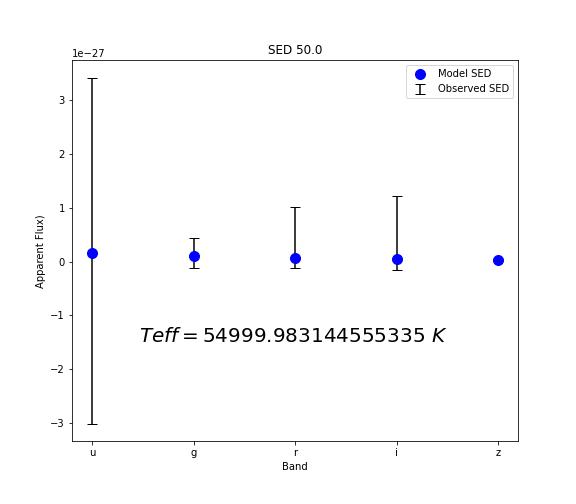 SED 50.0
1e−27
Model SED
Observed SED
3
2
1
0
−1
−2
−3
Apparent Flux)
Teff = 54999.983144555335 K
u g r i z
Band